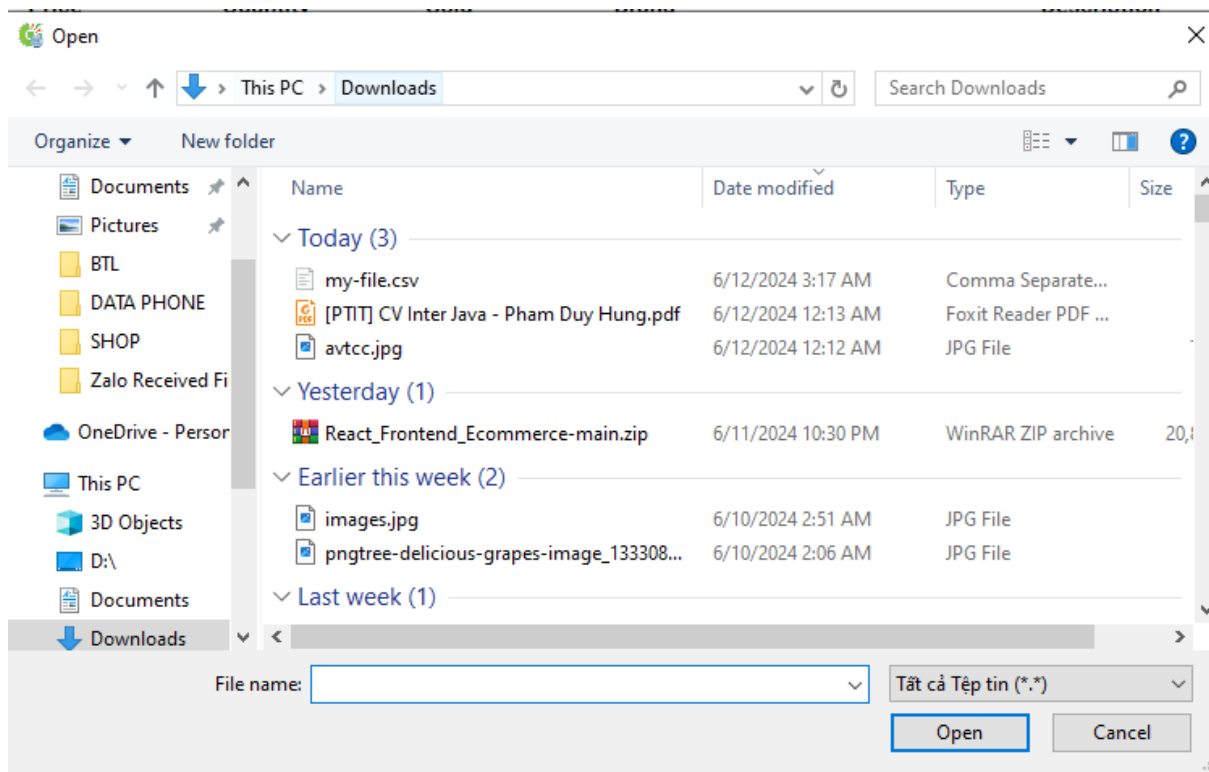 Open
This PC > Downloads
Search Downloads
Organize New folder
Documents
Pictures
BTL
DATA PHONE
SHOP
Zalo Received Fi
OneDrive - Person
This PC
3D Objects
D:\
Documents
Downloads
Name Date modified Type Size
Today (3)
my-file.csv 6/12/2024 3:17 AM Comma Separate...
[PTIT] CV Inter Java - Pham Duy Hung.pdf 6/12/2024 12:13 AM Foxit Reader PDF ...
avtcc.jpg 6/12/2024 12:12 AM JPG File
Yesterday (1)
React_Frontend_Ecommerce-main.zip 6/11/2024 10:30 PM WinRAR ZIP archive 20,
Earlier this week (2)
images.jpg 6/10/2024 2:51 AM JPG File
pngtree-delicious-grapes-image_133308... 6/10/2024 2:06 AM JPG File
Last week (1)
File name: Tất cả Tệp tin (*.*)
Open Cancel